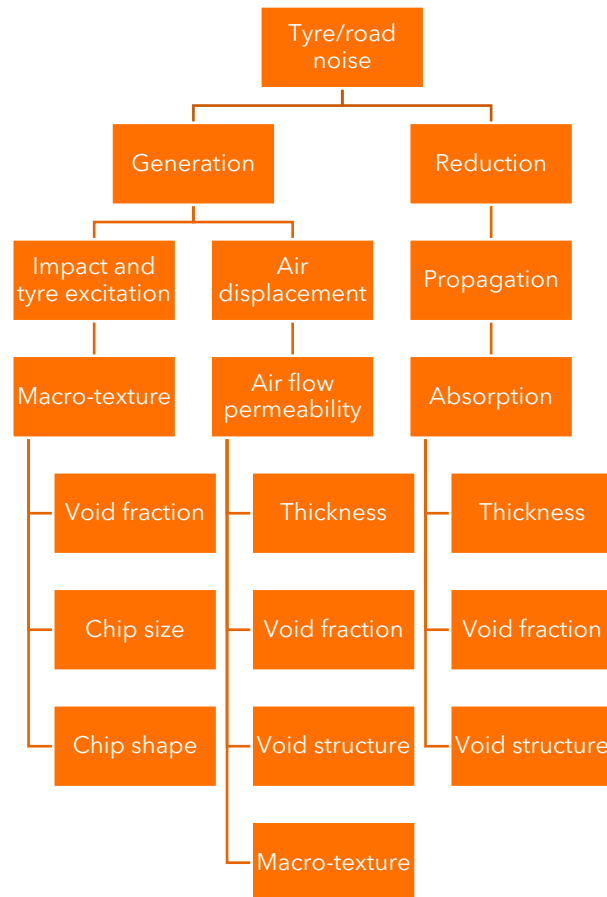 Tyre/road
noise
Generation
Reduction
Impact and
tyre excitation
Air
displacement
Propagation
Macro-texture
Air flow
permeability
Absorption
Void fraction
Thickness
Thickness
Chip size
Void fraction
Void fraction
Chip shape
Void structure
Void structure
Macro-texture